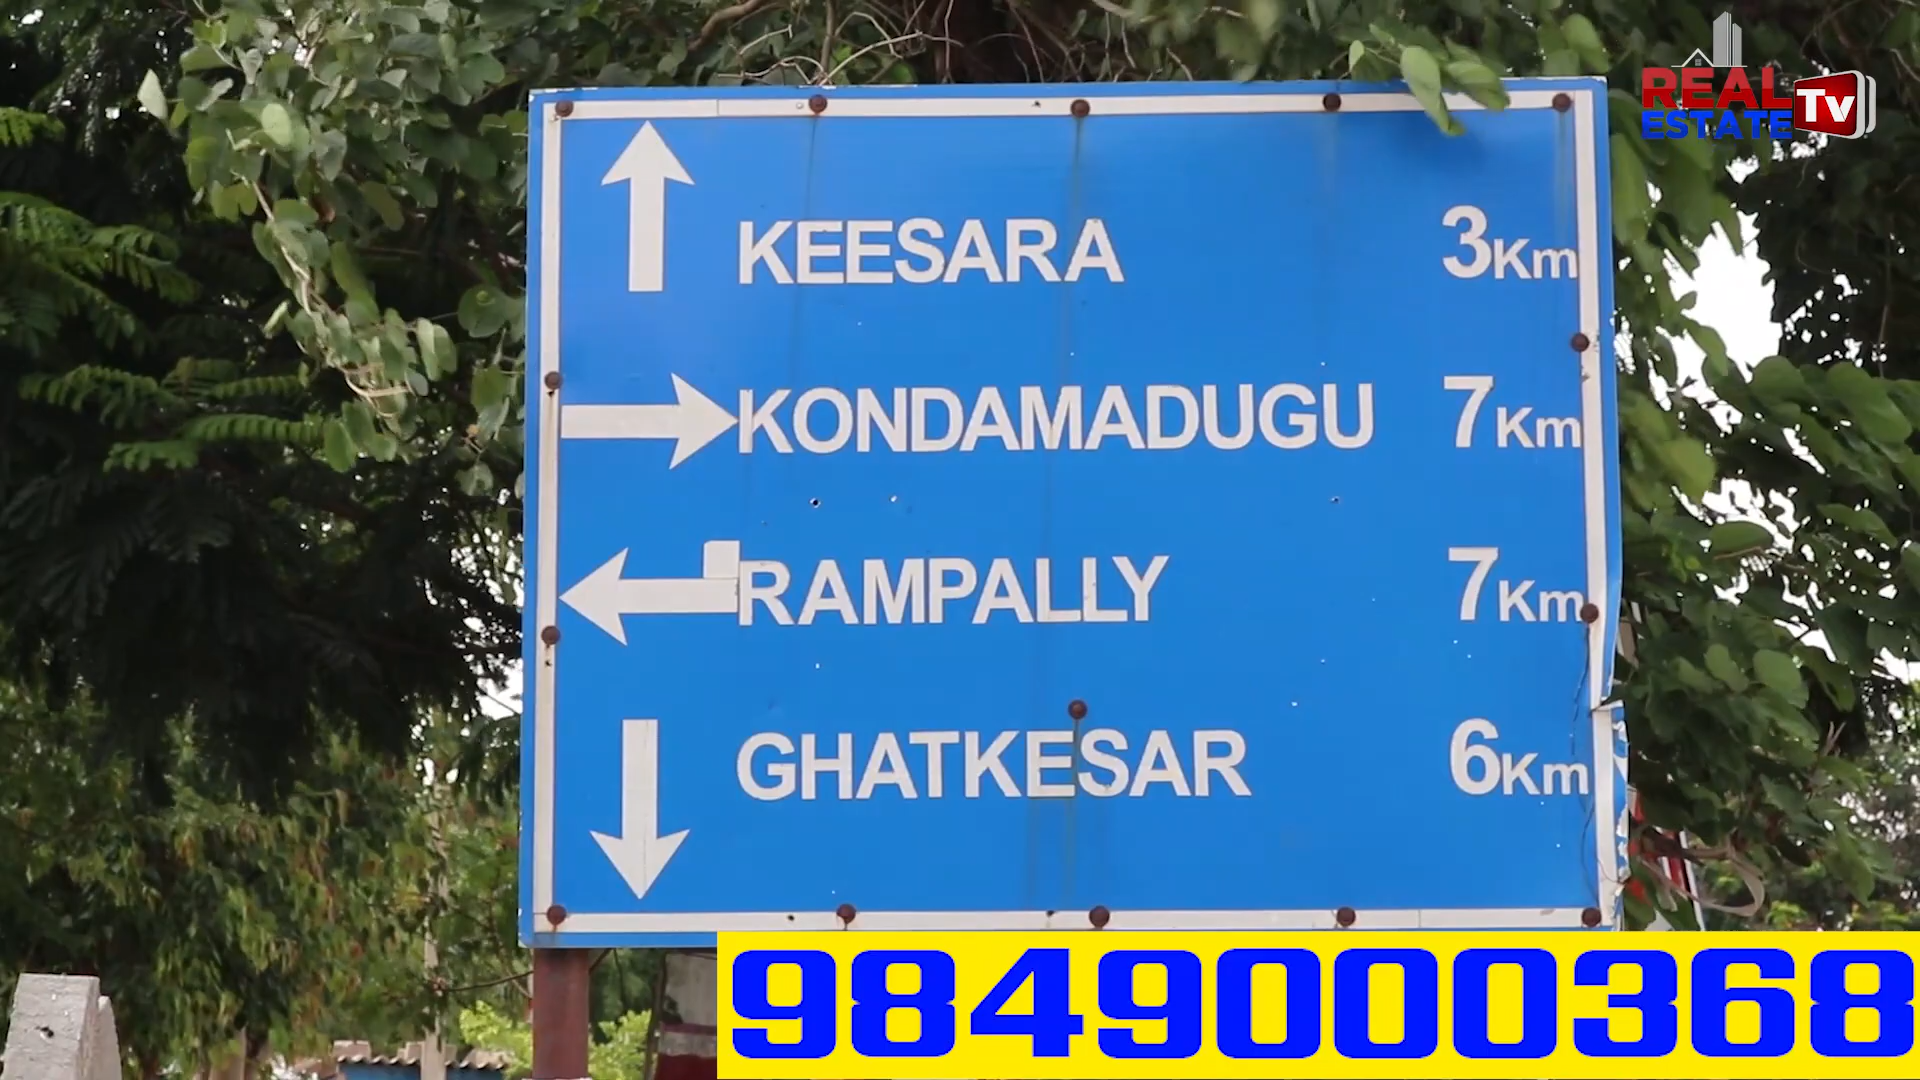 REAL
ESTATE Tv
KEESARA 3Km
KONDAMADUGU 7Km
RAMPALLY 7Km
GHATKESAR 6Km
9849000368